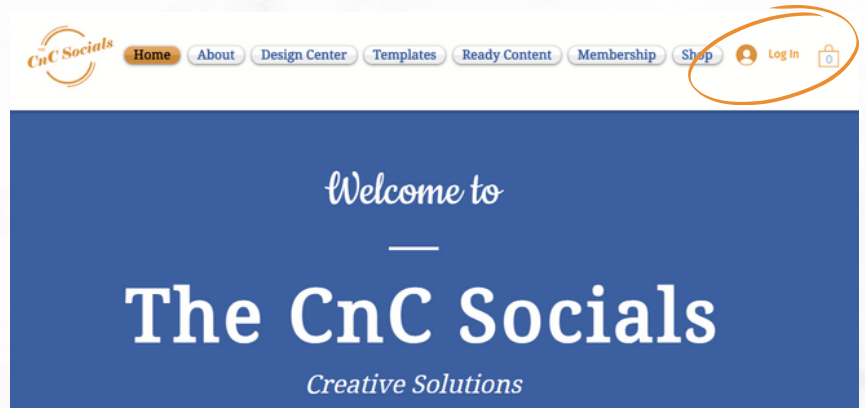 THE
CnC Socials
Home About Design Center Templates Ready Content Membership Shop Log In 0
Welcome to
The CnC Socials
Creative Solutions